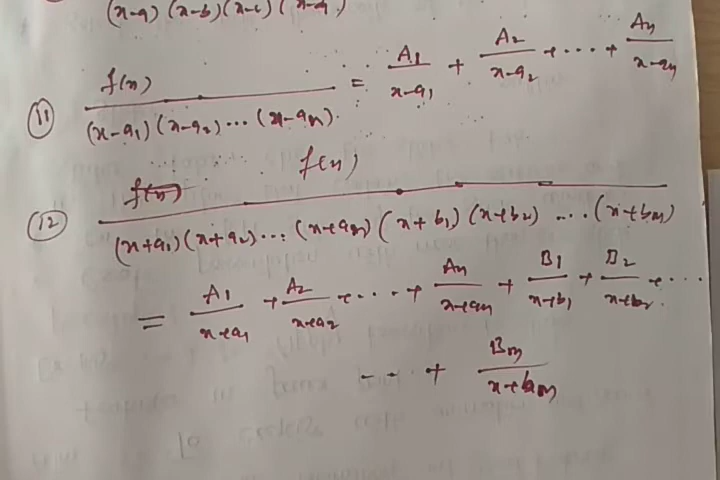 (x-a)(x-b)(x-c)(x-d)
(11) f(x) / (x-a₁)(x-a₂)...(x-aₙ). = A₁/(x-a₁) + A₂/(x-a₂) + ... + Aₙ/(x-aₙ)
f(x) f(x)
(12) (x+a₁)(x+a₂)...(x+aₙ)(x+b₁)(x+b₂) ...(x+bₘ)
= A₁/(x+a₁) + A₂/(x+a₂) + ... + Aₙ/(x+aₙ) + B₁/(x+b₁) + B₂/(x+b₂) + ...
... + Bₘ/(x+bₘ)